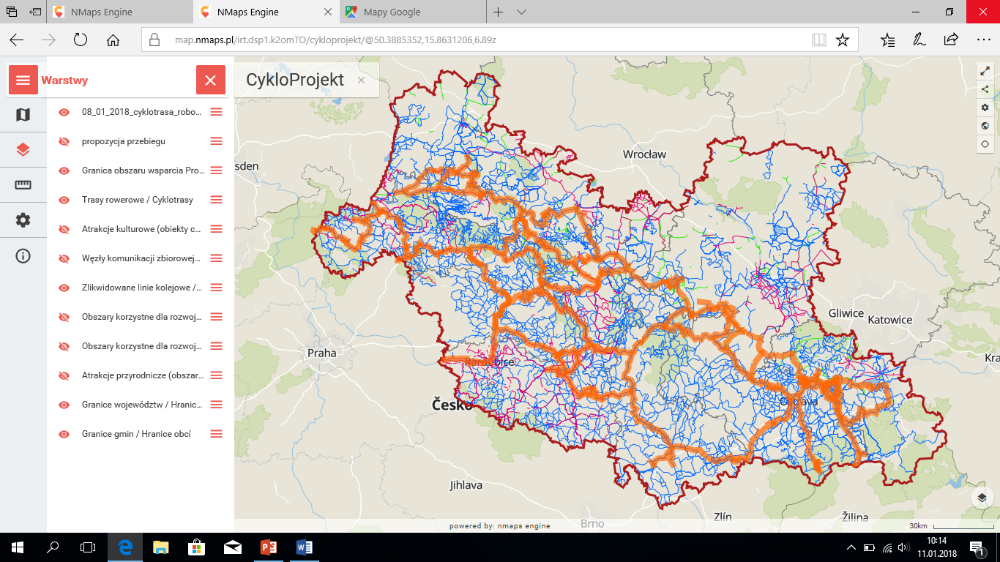 NMaps Engine
NMaps Engine
Mapy Google
map.nmaps.pl/irt.dsp1.k2omTO/cykloprojekt/@50.3885352,15.8631206,6.89z
Warstwy
08_01_2018_cyklotrasa_robo...
propozycja przebiegu
Granica obszaru wsparcia Pro...
Trasy rowerowe / Cyklotrasy
Atrakcje kulturowe (obiekty c...
Węzły komunikacji zbiorowej...
Zlikwidowane linie kolejowe /...
Obszary korzystne dla rozwoj...
Obszary korzystne dla rozwoj...
Atrakcje przyrodnicze (obszar...
Granice województw / Hranic...
Granice gmin / Hranice obcí
CykloProjekt
Wrocław
sden
Gliwice
Katowice
Praha
Kra
Pardubice
Česko
Ostrava
Jihlava
Zlín
Žilina
Brno
powered by: nmaps engine
30km
10:14
11.01.2018
1